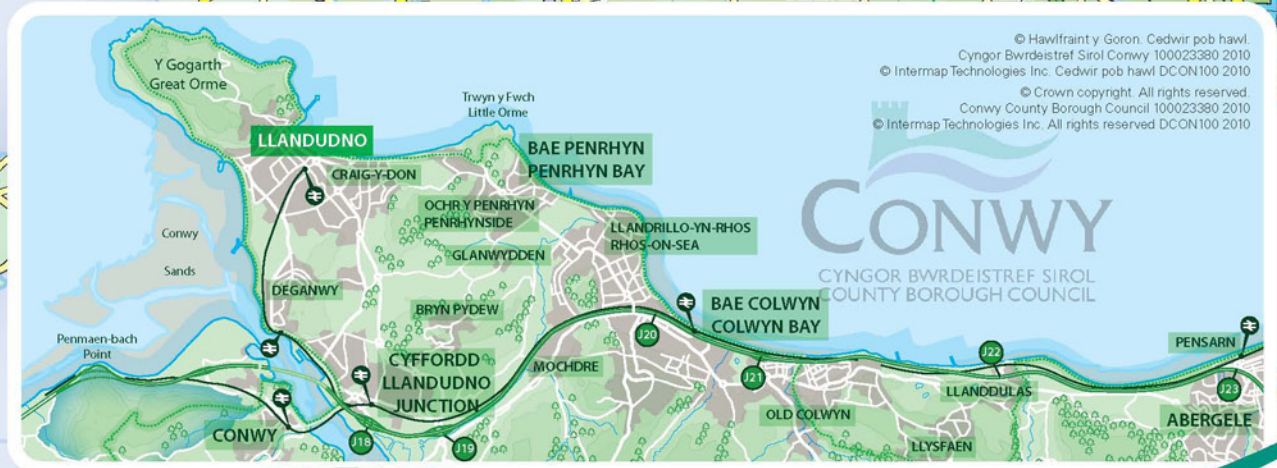 © Hawlfraint y Goron. Cedwir pob hawl.
Cyngor Bwrdeistref Sirol Conwy 100023380 2010
© Intermap Technologies Inc. Cedwir pob hawl DCON100 2010
© Crown copyright. All rights reserved.
Conwy County Borough Council 100023380 2010
© Intermap Technologies Inc. All rights reserved DCON100 2010
Y Gogarth
Great Orme
Trwyn y Fwch
Little Orme
LLANDUDNO
BAE PENRHYN
PENRHYN BAY
CRAIG-Y-DON
OCHR Y PENRHYN
PENRHYNSIDE
LLANDRILLO-YN-RHOS
RHOS-ON-SEA
CONWY
CYNGOR BWRDEISTREF SIROL
COUNTY BOROUGH COUNCIL
Conwy
Sands
GLANWYDDEN
DEGANWY
BRYN PYDEW
BAE COLWYN
COLWYN BAY
Penmaen-bach
Point
CYFFORDD
LLANDUDNO
JUNCTION
MOCHDRE
J20
J21
J22
PENSARN
LLANDDULAS
J23
OLD COLWYN
ABERGELE
CONWY
J18
J19
LLYSFAEN